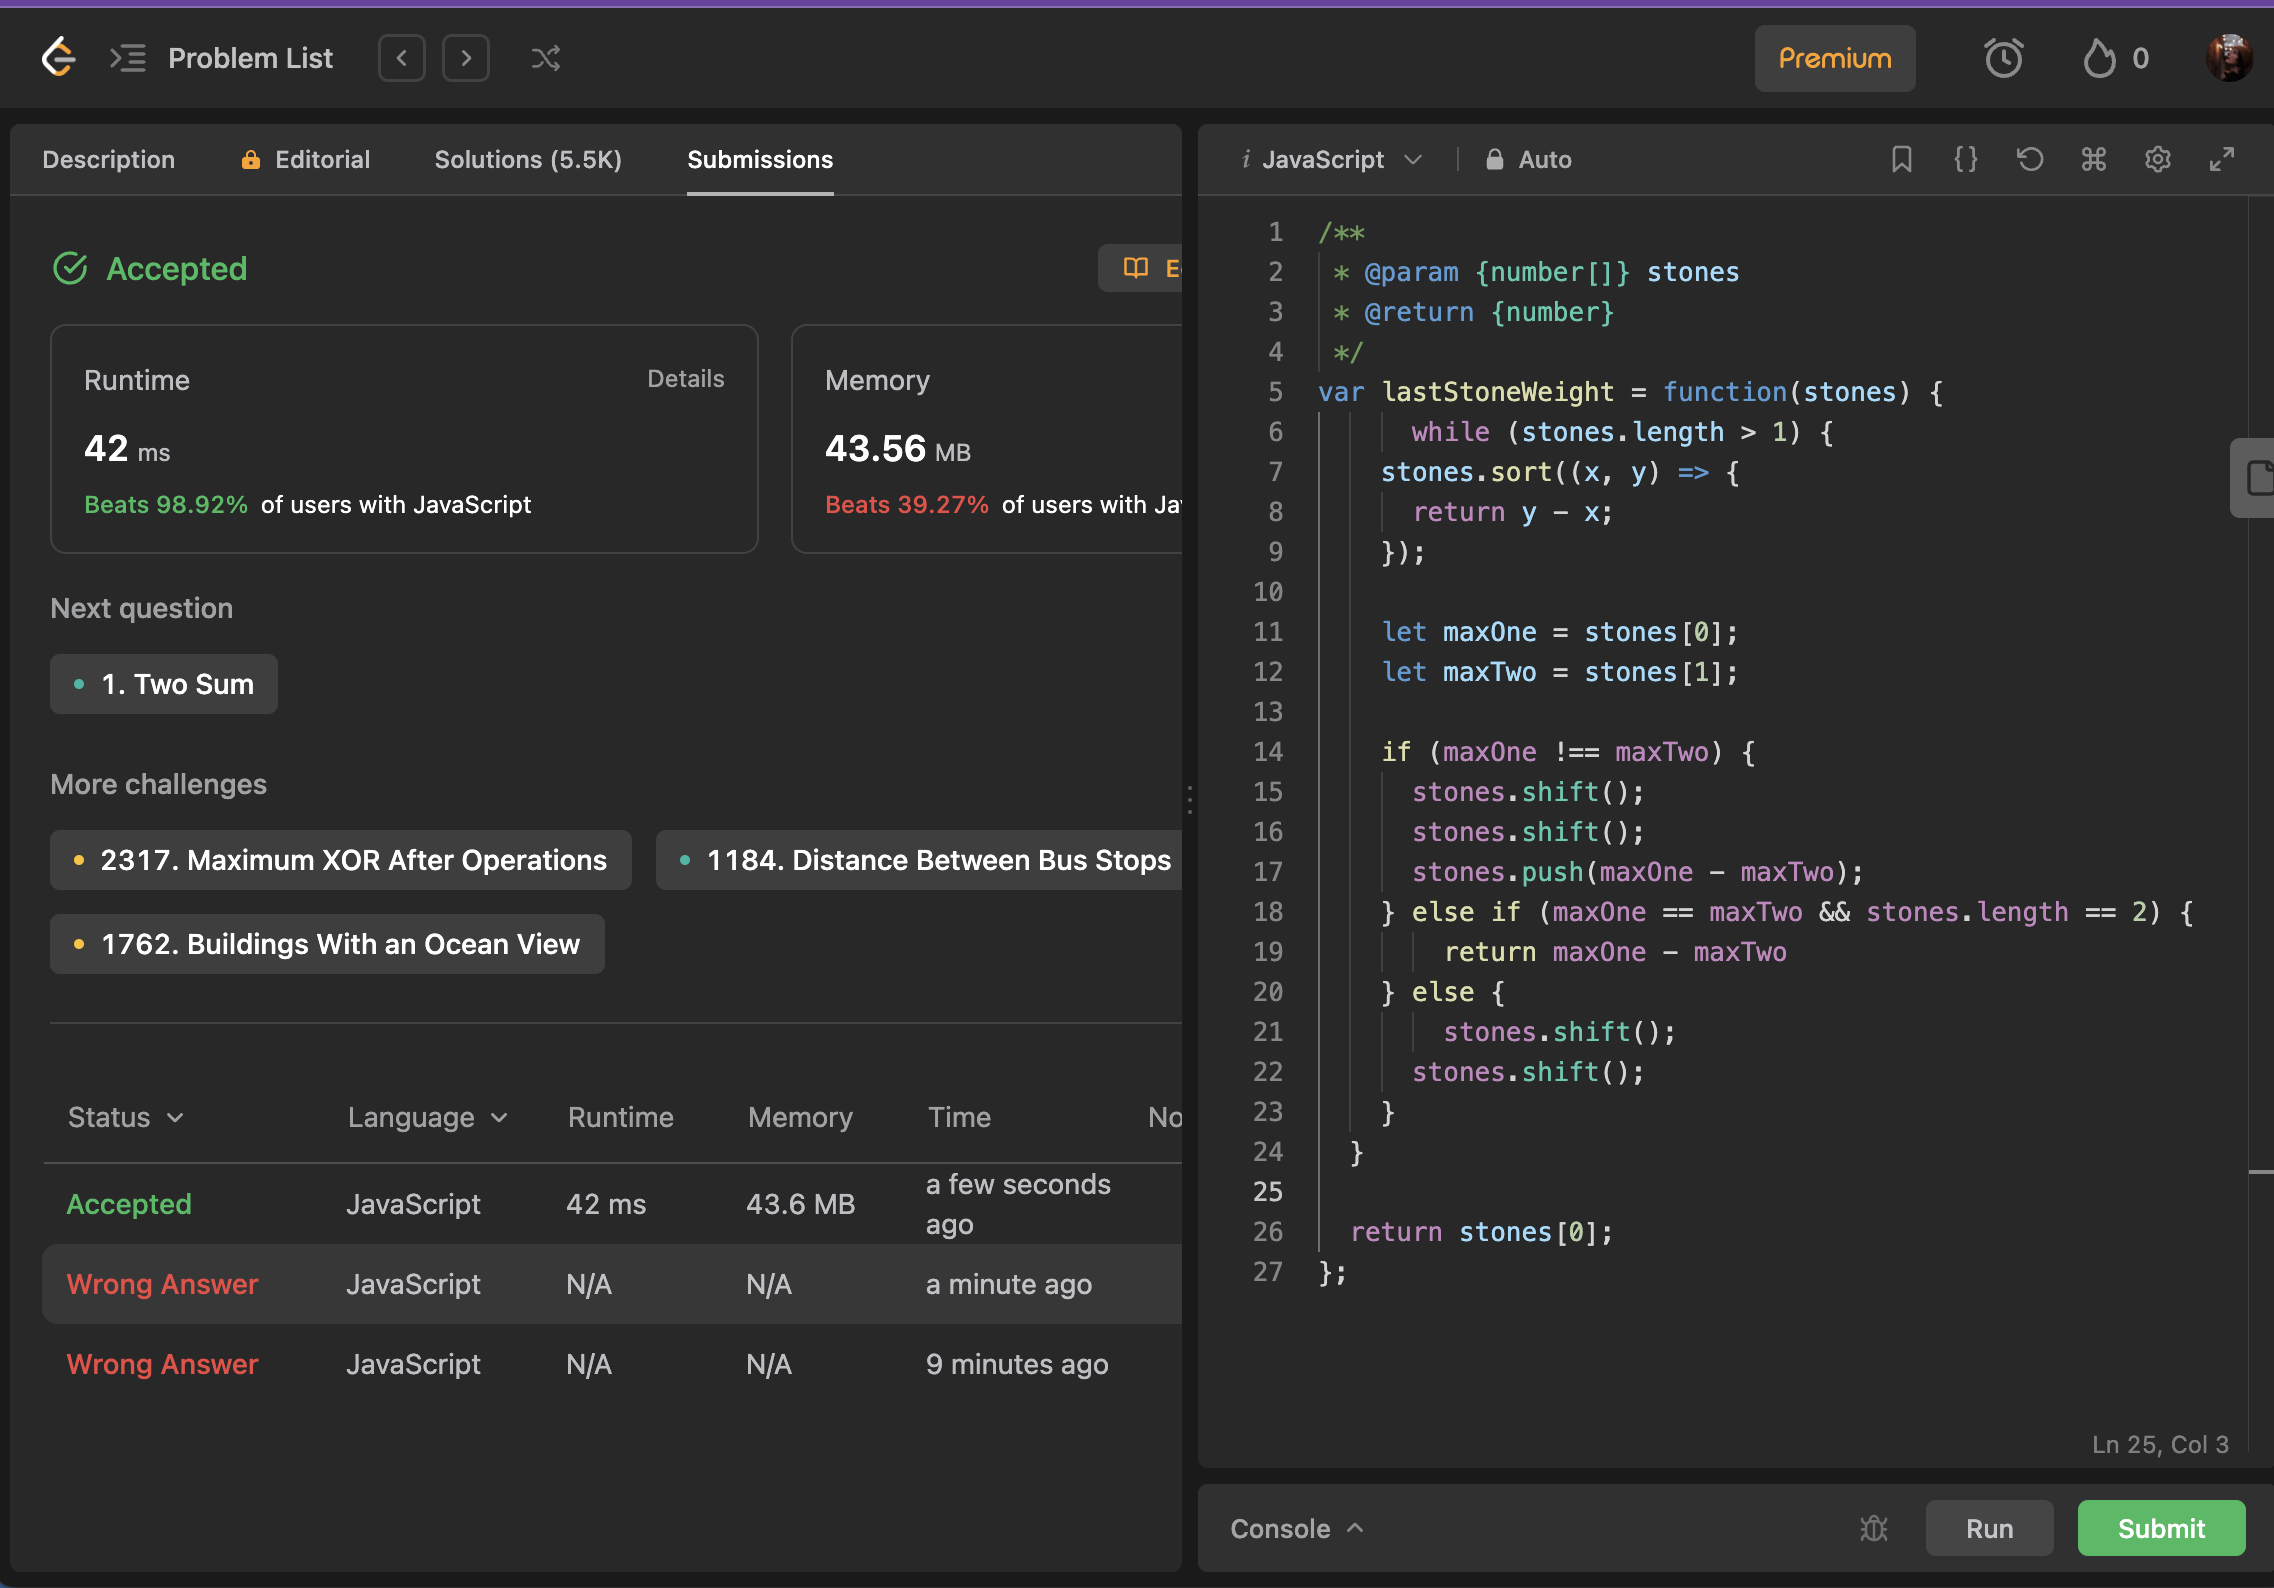 Problem List
Premium
0
Description
Editorial
Solutions (5.5K)
Submissions
Accepted
Runtime
Details
42 ms
Beats 98.92% of users with JavaScript
Memory
43.56 MB
Beats 39.27% of users with
Next question
1. Two Sum
More challenges
2317. Maximum XOR After Operations
1184. Distance Between Bus Stops
1762. Buildings With an Ocean View
Status Language Runtime Memory Time
Accepted JavaScript 42 ms 43.6 MB a few seconds ago
Wrong Answer JavaScript N/A N/A a minute ago
Wrong Answer JavaScript N/A N/A 9 minutes ago
i JavaScript
Auto
1 /**
2 * @param {number[]} stones
3 * @return {number}
4 */
5 var lastStoneWeight = function(stones) {
6 while (stones.length > 1) {
7 stones.sort((x, y) => {
8 return y - x;
9 });
10
11 let maxOne = stones[0];
12 let maxTwo = stones[1];
13
14 if (maxOne !== maxTwo) {
15 stones.shift();
16 stones.shift();
17 stones.push(maxOne - maxTwo);
18 } else if (maxOne == maxTwo && stones.length == 2) {
19 return maxOne - maxTwo
20 } else {
21 stones.shift();
22 stones.shift();
23 }
24 }
25
26 return stones[0];
27 };
Ln 25, Col 3
Console
Run
Submit